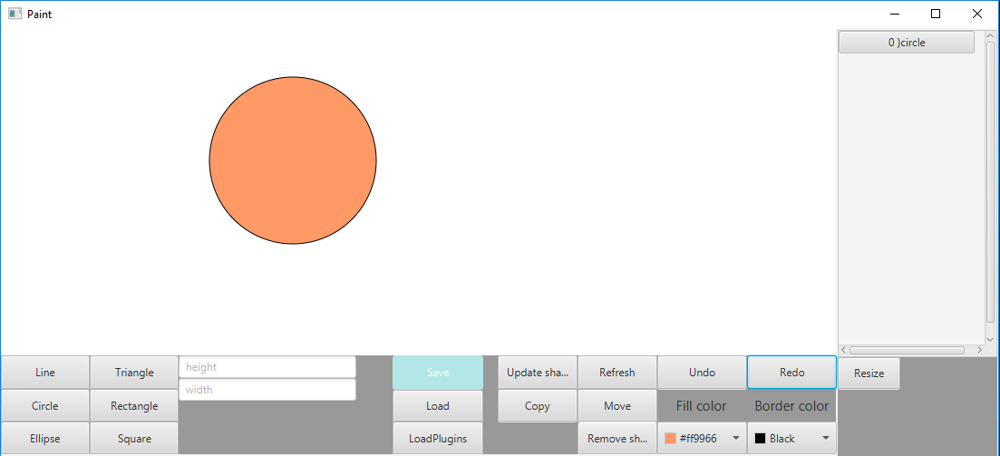 Paint
0 )circle
Line
Triangle
height
width
Save
Update sha...
Refresh
Undo
Redo
Resize
Circle
Rectangle
Load
Copy
Move
Fill color
Border color
Ellipse
Square
LoadPlugins
Remove sh...
#ff9966
Black